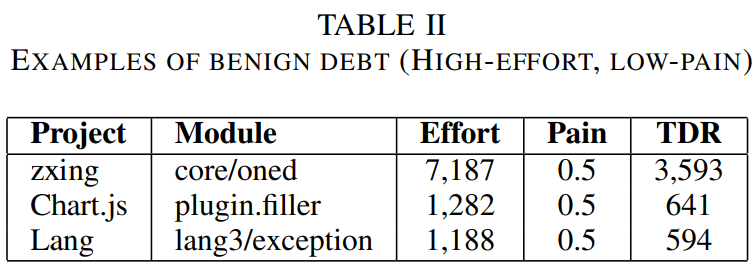 TABLE II
EXAMPLES OF BENIGN DEBT (HIGH-EFFORT, LOW-PAIN)
Project Module Effort Pain TDR
zxing core/oned 7,187 0.5 3,593
Chart.js plugin.filler 1,282 0.5 641
Lang lang3/exception 1,188 0.5 594